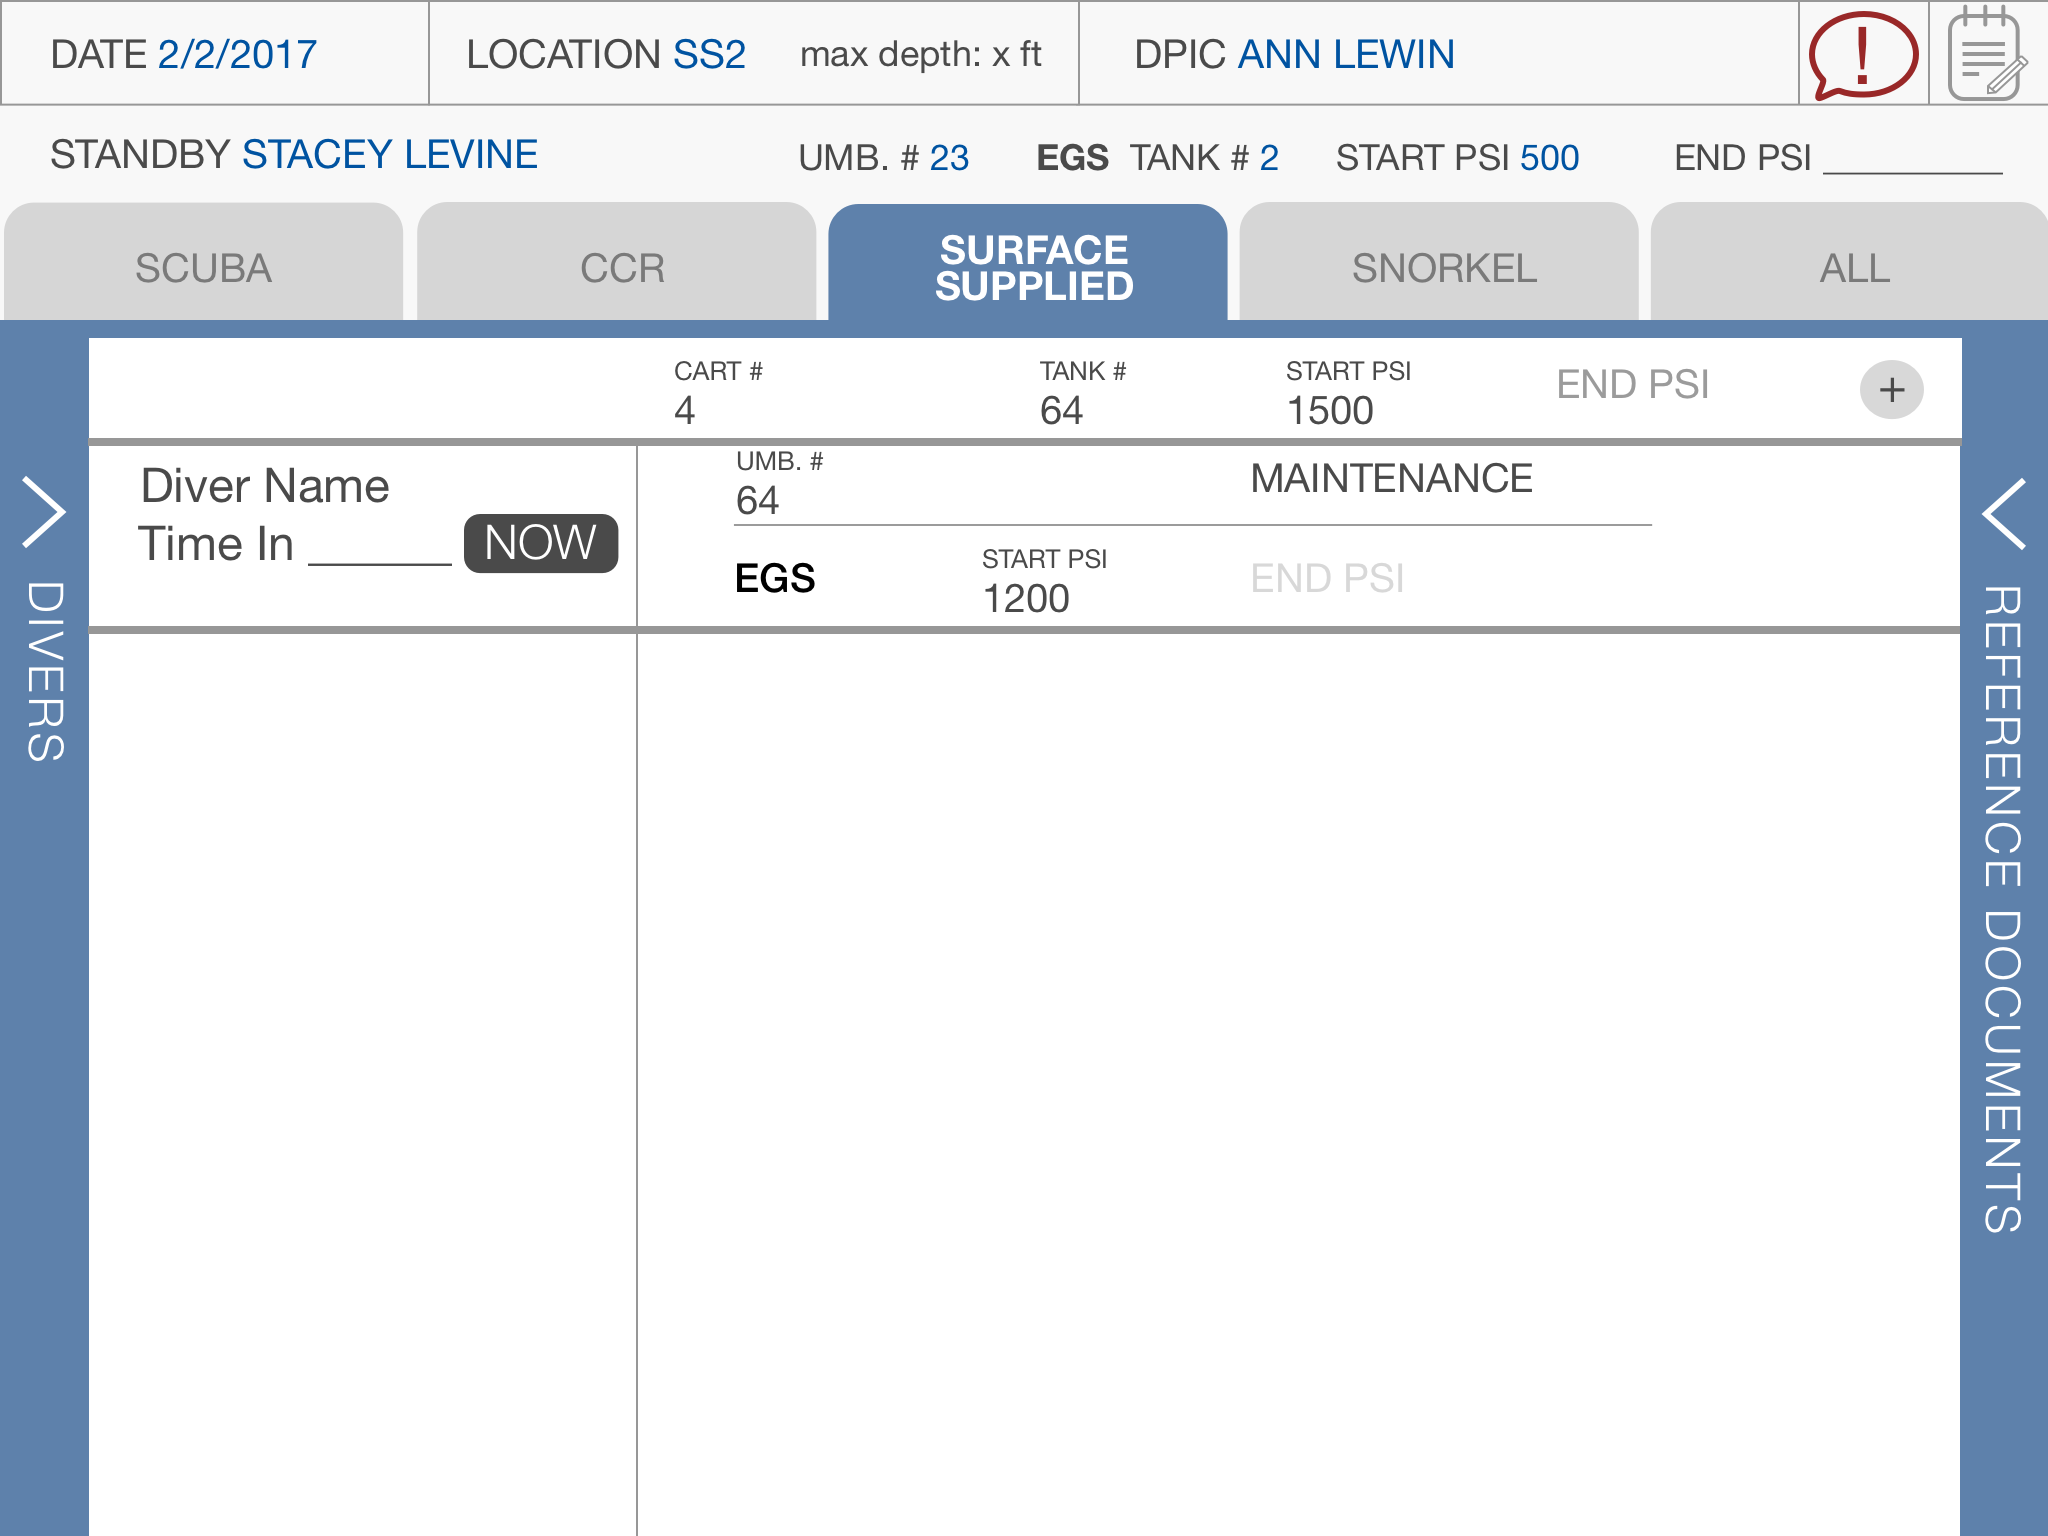 DATE 2/2/2017 LOCATION SS2 max depth: x ft DPIC ANN LEWIN !
STANDBY STACEY LEVINE UMB. # 23 EGS TANK # 2 START PSI 500 END PSI
SCUBA CCR SURFACE SUPPLIED SNORKEL ALL
CART # TANK # START PSI END PSI +
4 64 1500
Diver Name
Time In NOW
UMB. # MAINTENANCE
64
EGS START PSI END PSI
1200
DIVERS
REFERENCE DOCUMENTS